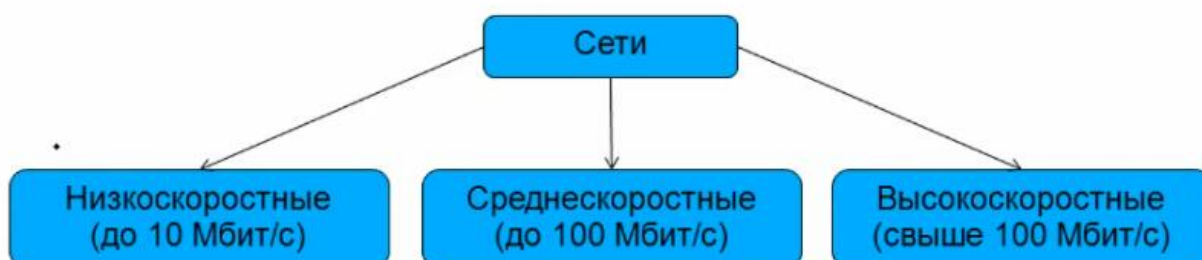 Сети
Низкоскоростные
(до 10 Мбит/с)
Среднескоростные
(до 100 Мбит/с)
Высокоскоростные
(свыше 100 Мбит/с)